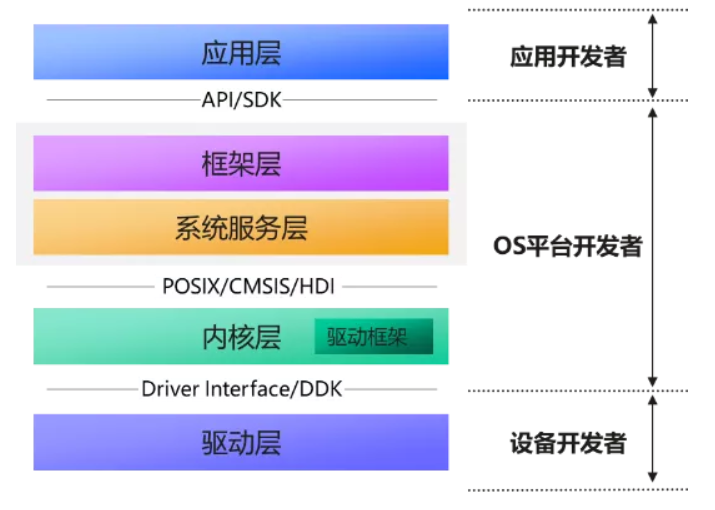 应用层
应用开发者
API/SDK
框架层
系统服务层
OS平台开发者
POSIX/CMSIS/HDI
内核层
驱动框架
Driver Interface/DDK
驱动层
设备开发者